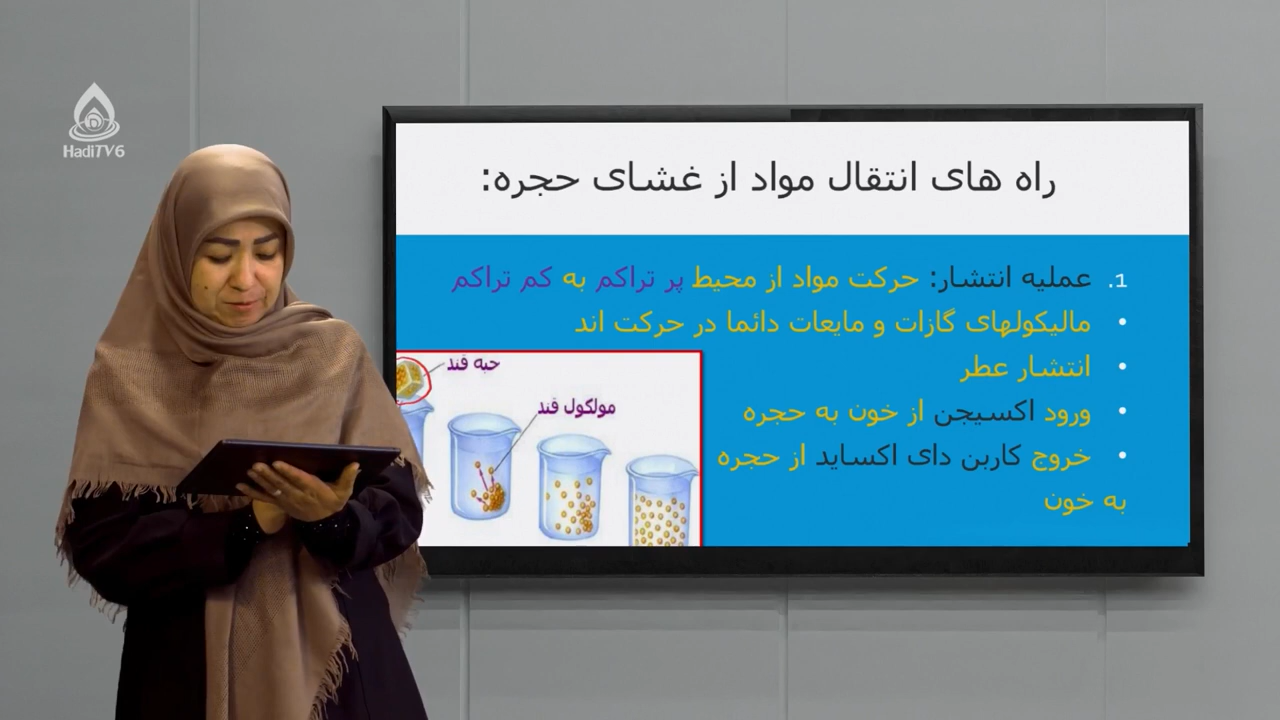 HadiTV6
راه های انتقال مواد از غشای حجره:
1. عملیه انتشار: حرکت مواد از محیط پر تراکم به کم تراکم
• مالیکولهای گازات و مایعات دائما در حرکت اند
• انتشار عطر
• ورود اکسیجن از خون به حجره
• خروج کاربن دای اکساید از حجره
به خون
حبه قند
مولکول قند